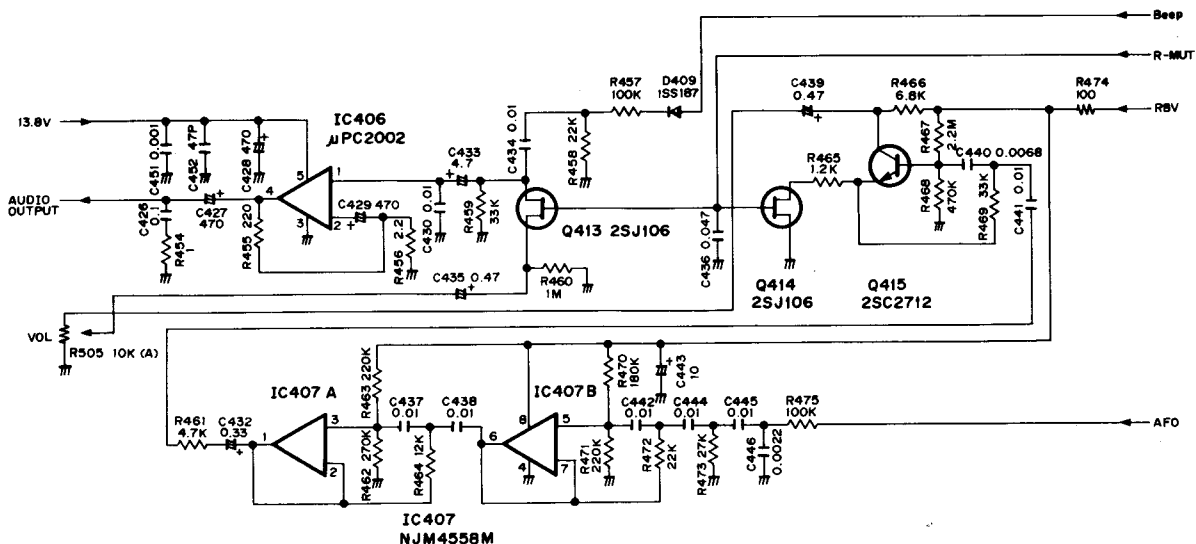 Beep
R-MUT
R8V
R474
100
C439
0.47
R466
6.8K
R467
2.2M
C440 0.0068
R457
100K
D409
1SS187
13.8V
IC406
μPC2002
C434 0.01
R458 22K
C451 0.001
C452 47P
C428 470
C433
4.7
R465
1.2K
R468
470K
R469 33K
C441 0.01
AUDIO
OUTPUT
C426
0.1
C427
470
R454
1
R455 220
C429 470
R456 2.2
C430 0.01
R459
33K
Q413 2SJ106
C436 0.047
1
5
4
3
2
C435 0.47
R460
1M
Q414
2SJ106
Q415
2SC2712
VOL
R505 10K (A)
R463 220K
IC407A
IC407B
R470
180K
C443
10
C437
0.01
C438
0.01
C442
0.01
C444
0.01
C445
0.01
R475
100K
AFO
R461
4.7K
C432
0.33
1
3
2
8
5
6
4
7
R462 270K
R464 12K
R471
220K
R472
22K
R473 27K
C446
0.0022
IC407
NJM4558M